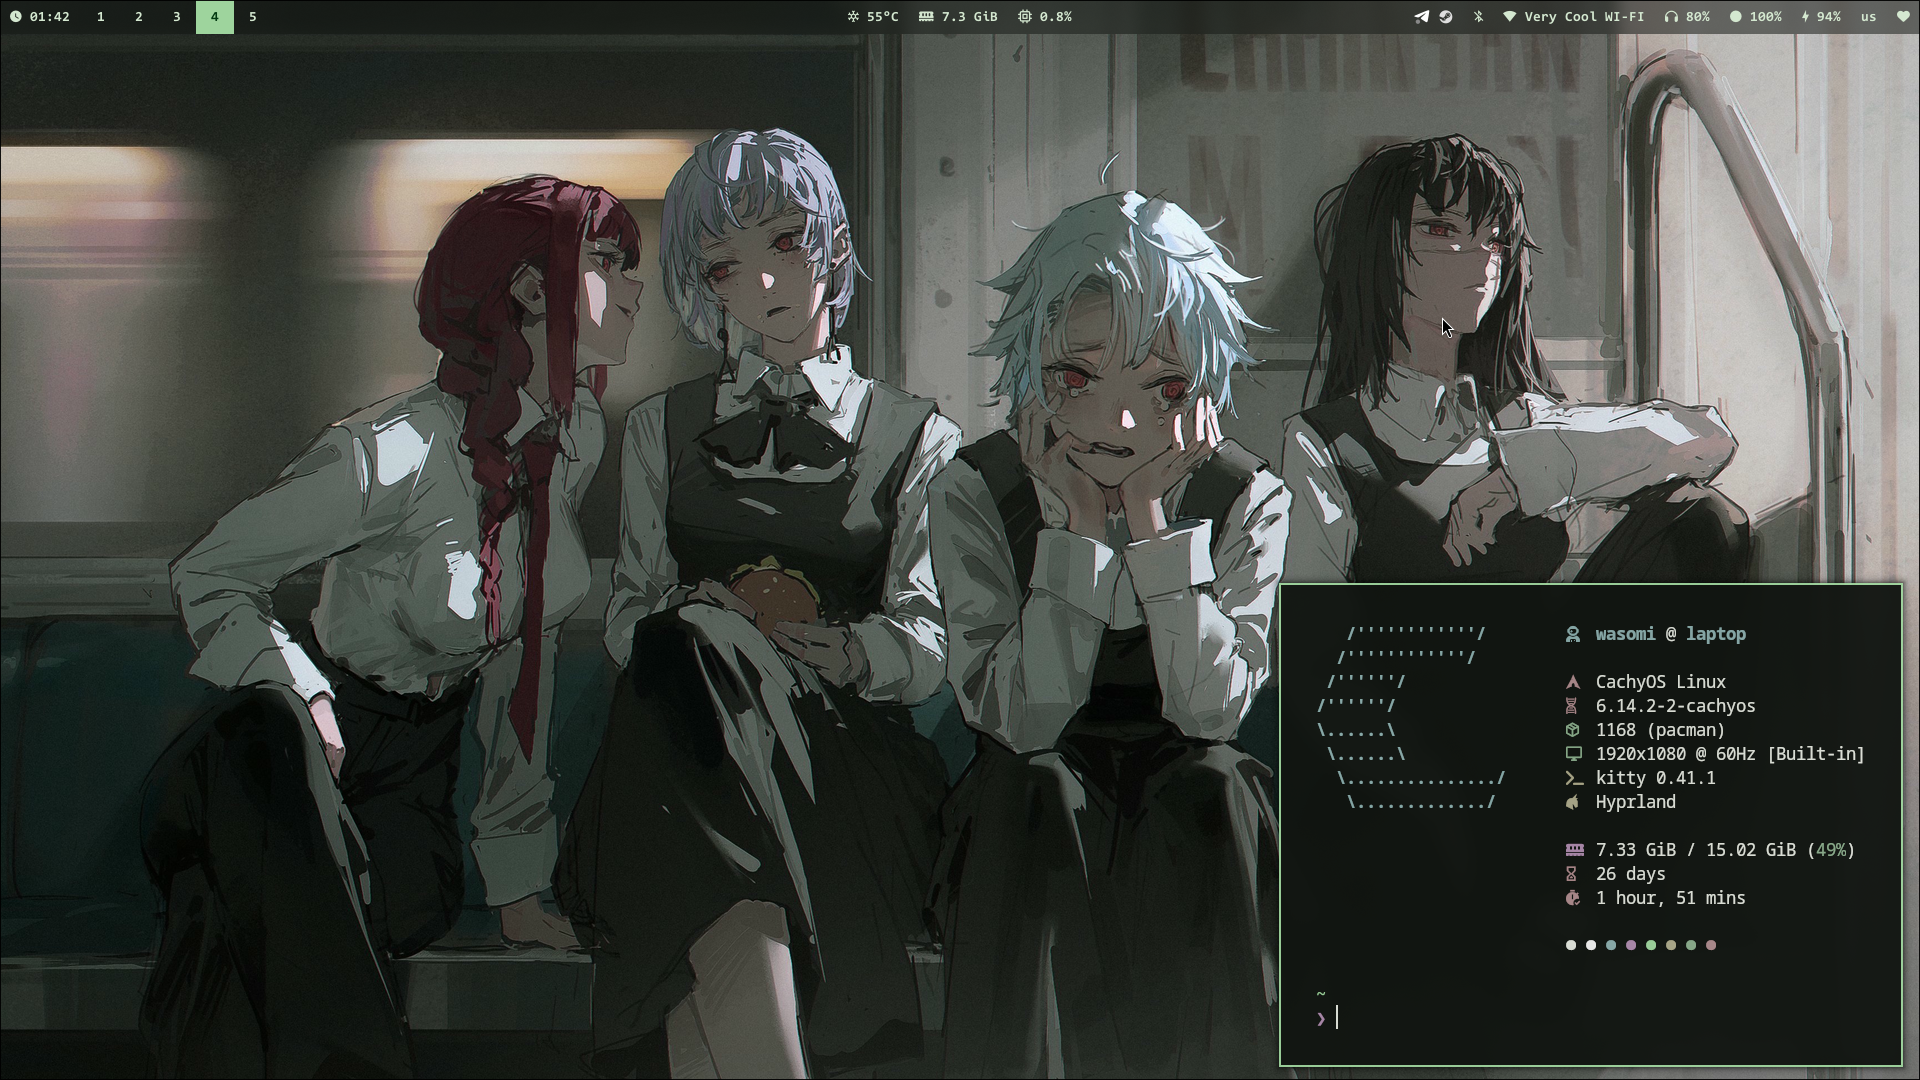 01:42 1 2 3 4 5 55°C 7.3 GiB 0.8% Very Cool WI-FI 80% 100% 94% us
CHAINSAW
/''''''''''''/
/''''''''''''/
/''''''/
/''''''/
\......\
\......\
\.............../
\............./
wasomi @ laptop
CachyOS Linux
6.14.2-2-cachyos
1168 (pacman)
1920x1080 @ 60Hz [Built-in]
kitty 0.41.1
Hyprland
7.33 GiB / 15.02 GiB (49%)
26 days
1 hour, 51 mins
~
❯